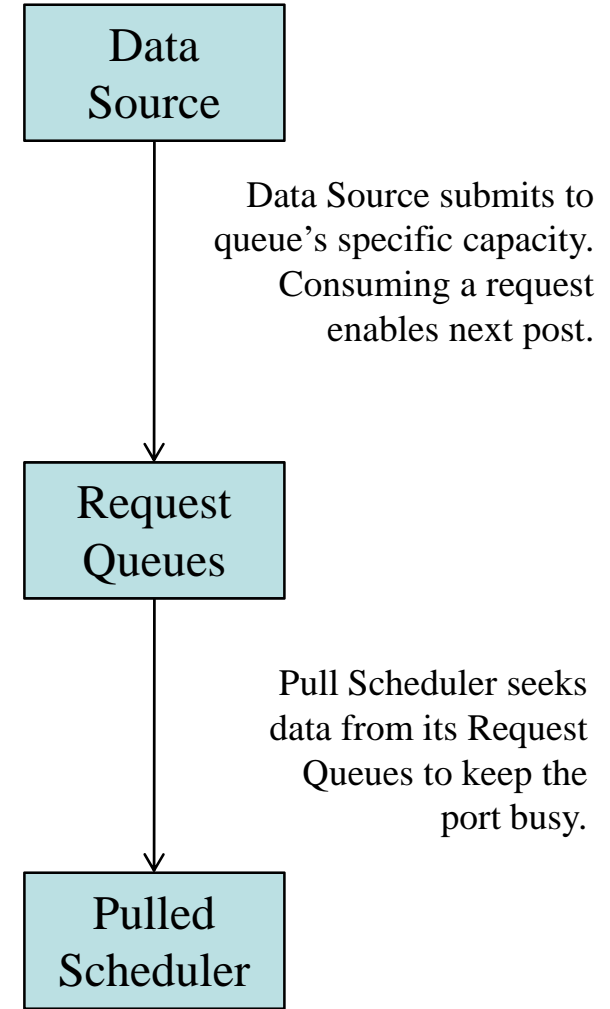 Data
Source
Data Source submits to
queue’s specific capacity.
Consuming a request
enables next post.
Request
Queues
Pull Scheduler seeks
data from its Request
Queues to keep the
port busy.
Pulled
Scheduler